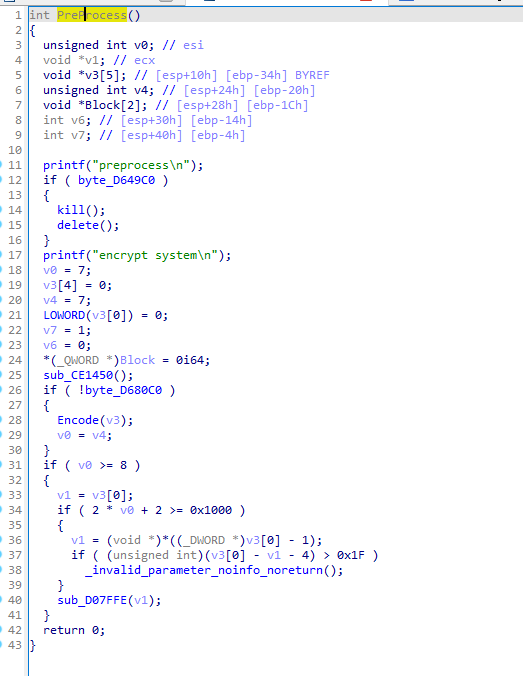 1 int PreProcess()
2 {
3 unsigned int v0; // esi
4 void *v1; // ecx
5 void *v3[5]; // [esp+10h] [ebp-34h] BYREF
6 unsigned int v4; // [esp+24h] [ebp-20h]
7 void *Block[2]; // [esp+28h] [ebp-1Ch]
8 int v6; // [esp+30h] [ebp-14h]
9 int v7; // [esp+40h] [ebp-4h]
10
11 printf("preprocess\n");
12 if ( byte_D649C0 )
13 {
14 kill();
15 delete();
16 }
17 printf("encrypt system\n");
18 v0 = 7;
19 v3[4] = 0;
20 v4 = 7;
21 LOWORD(v3[0]) = 0;
22 v7 = 1;
23 v6 = 0;
24 *(_QWORD *)Block = 0i64;
25 sub_CE1450();
26 if ( !byte_D680C0 )
27 {
28 Encode(v3);
29 v0 = v4;
30 }
31 if ( v0 >= 8 )
32 {
33 v1 = v3[0];
34 if ( 2 * v0 + 2 >= 0x1000 )
35 {
36 v1 = (void *)*((_DWORD *)v3[0] - 1);
37 if ( (unsigned int)(v3[0] - v1 - 4) > 0x1F )
38 _invalid_parameter_noinfo_noreturn();
39 }
40 sub_D07FFE(v1);
41 }
42 return 0;
43 }